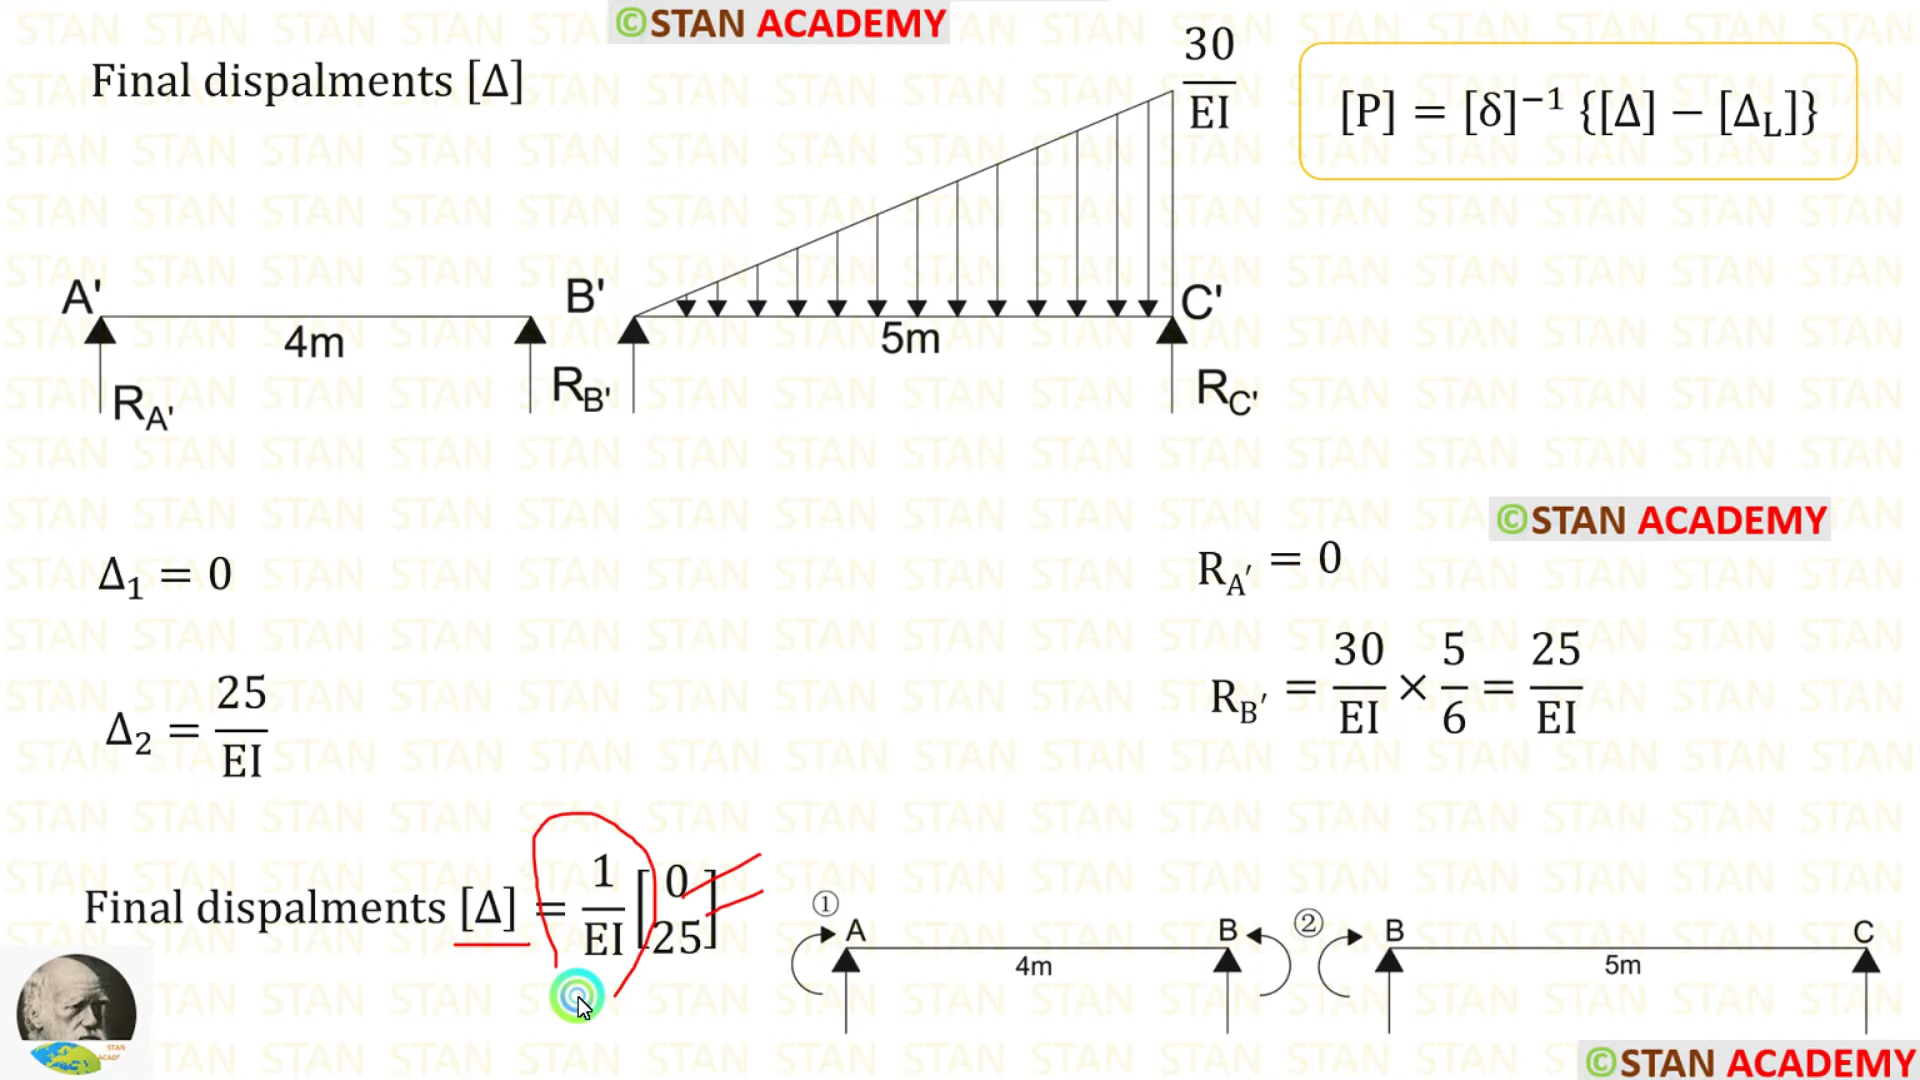 ©STAN ACADEMY
Final dispalments [Δ]
30
EI
[P] = [δ]⁻¹ {[Δ] − [Δ_L]}
A'
B'
C'
4m
5m
R_A'
R_B'
R_C'
©STAN ACADEMY
Δ₁ = 0
R_A′ = 0
R_B′ = 30/EI × 5/6 = 25/EI
Δ₂ = 25/EI
Final dispalments [Δ] = 1/EI [0 25]
① A B ② B C
4m 5m
STAN
ACAD
©STAN ACADEMY